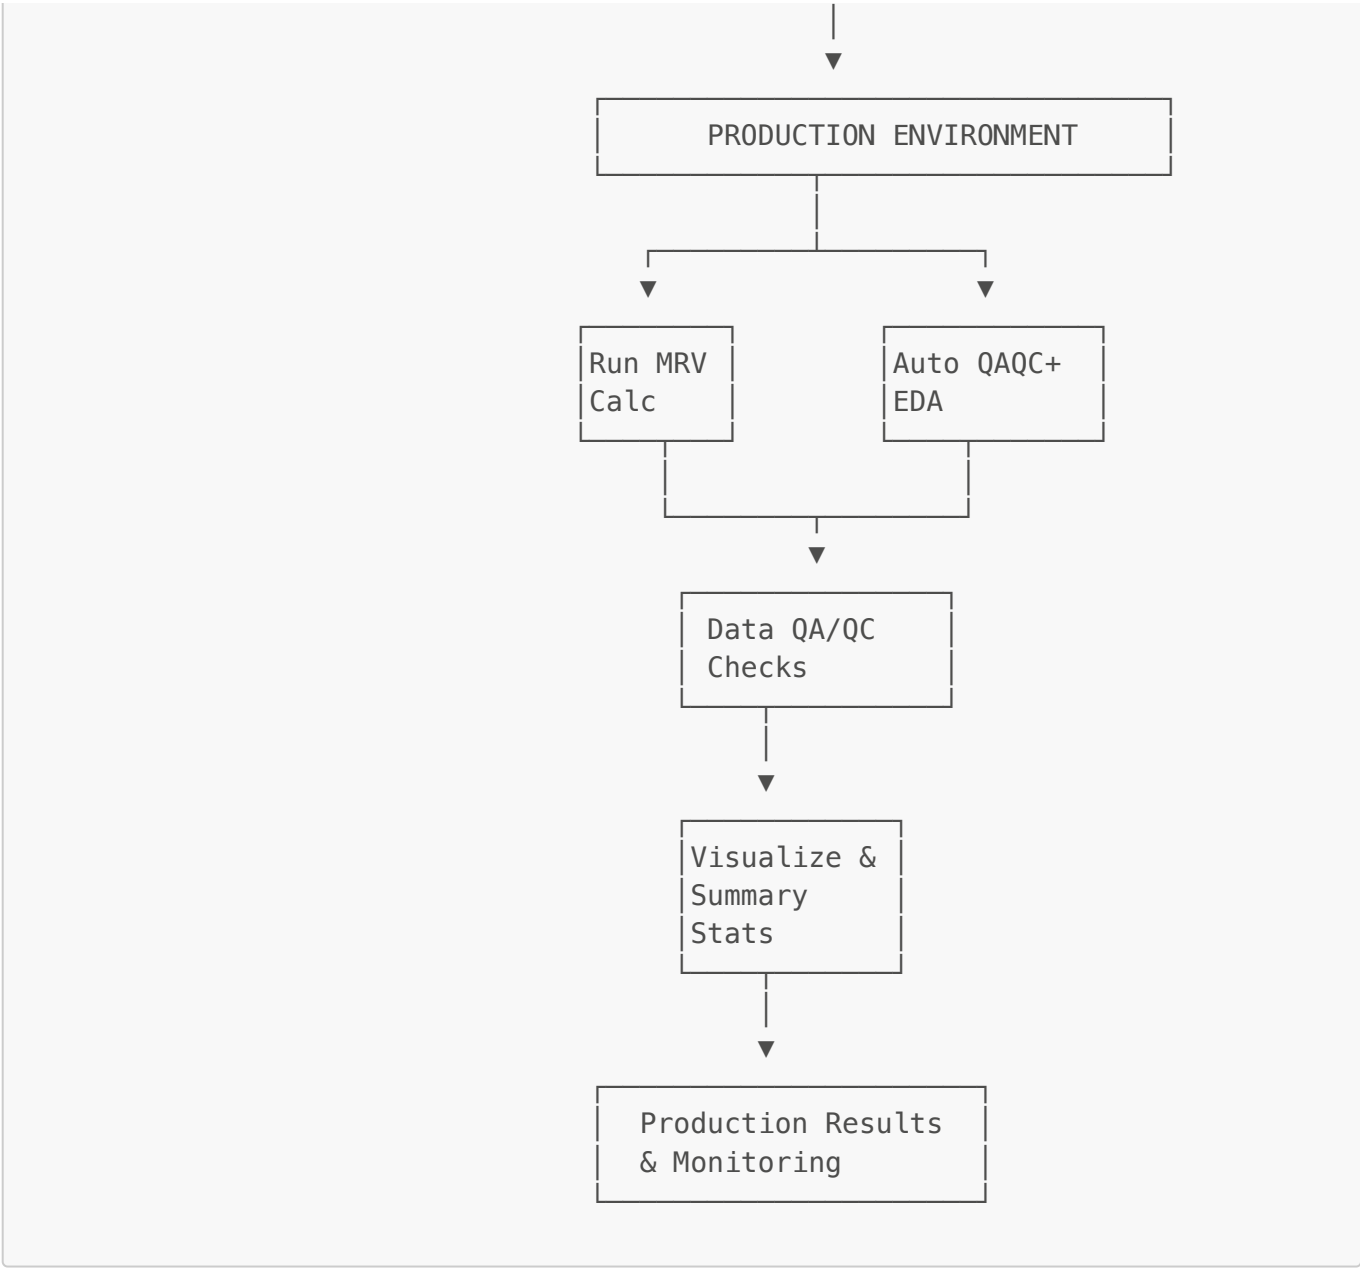 PRODUCTION ENVIRONMENT
Run MRV
Calc
Auto QAQC+
EDA
Data QA/QC
Checks
Visualize &
Summary
Stats
Production Results
& Monitoring